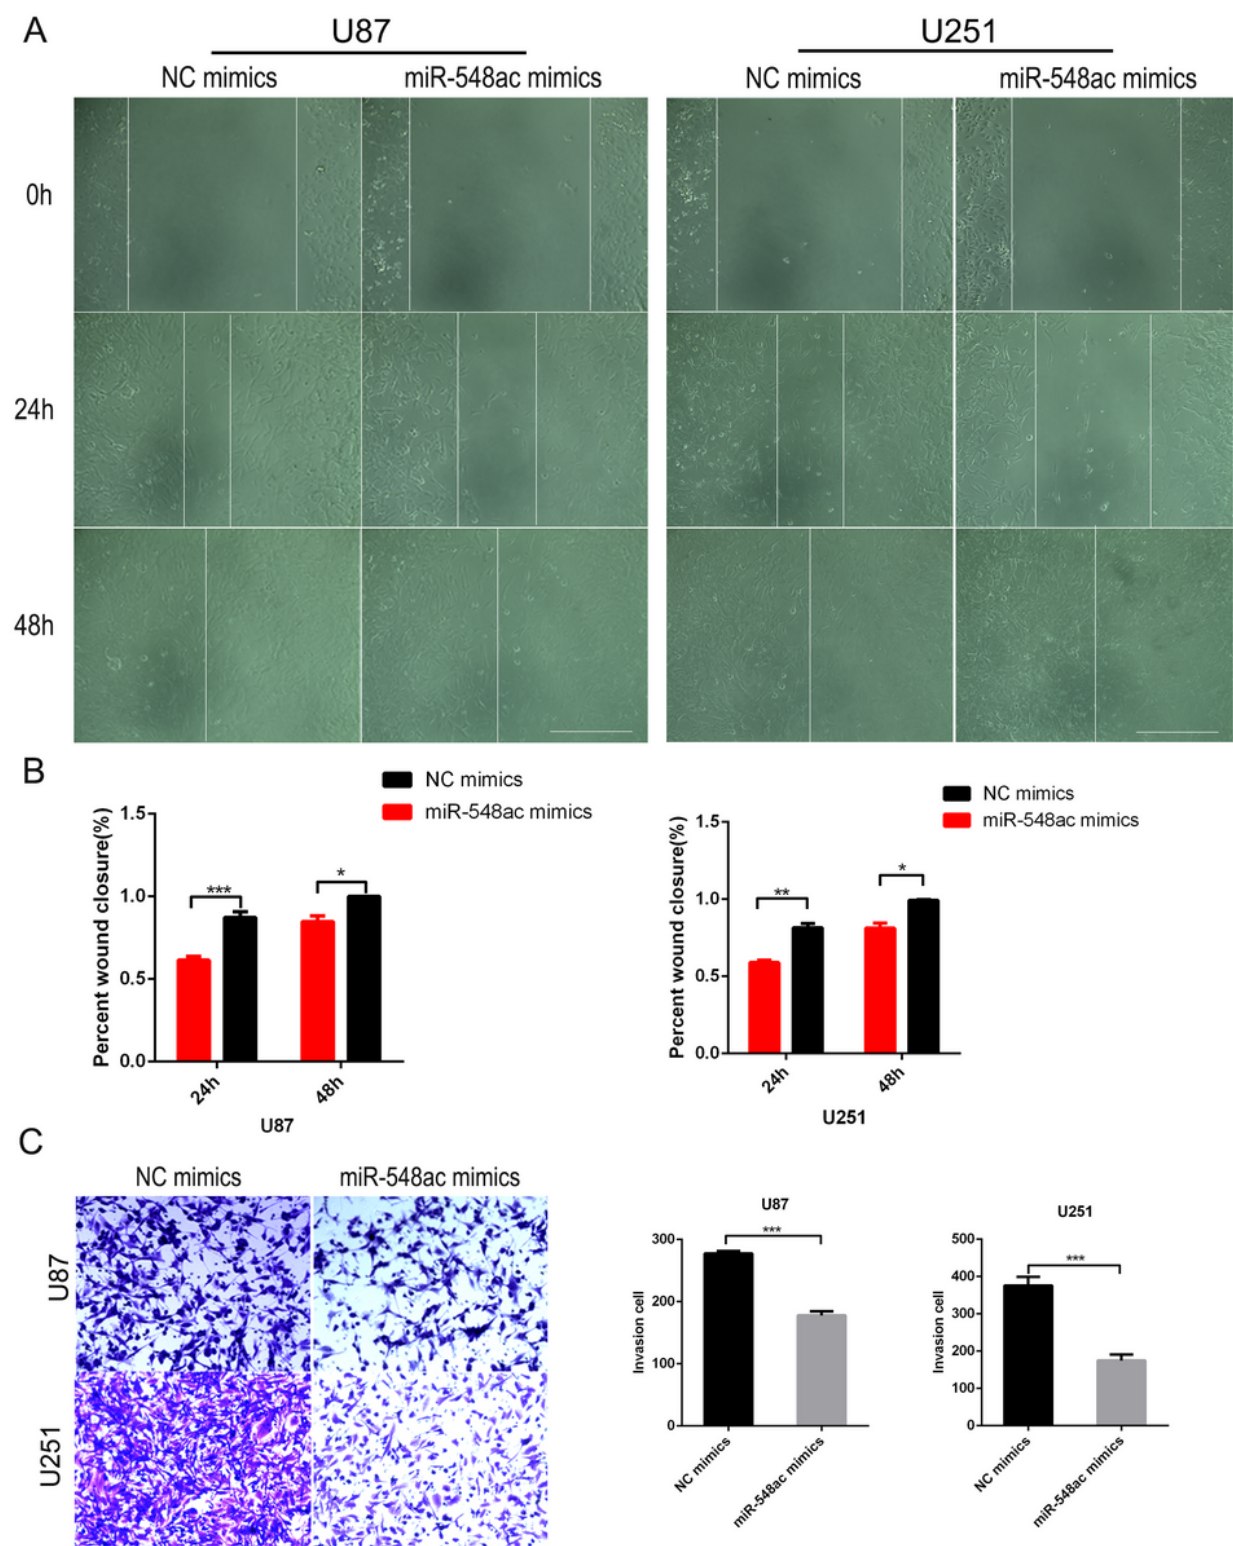 A
U87
U251
NC mimics
miR-548ac mimics
NC mimics
miR-548ac mimics
0h
24h
48h
B
NC mimics
miR-548ac mimics
Percent wound closure(%)
1.5
1.0
0.5
0.0
***
*
24h
48h
U87
NC mimics
miR-548ac mimics
Percent wound closure(%)
1.5
1.0
0.5
0.0
**
*
24h
48h
U251
C
NC mimics
miR-548ac mimics
U87
U251
U87
Invasion cell
300
200
100
0
***
NC mimics
miR-548ac mimics
U251
Invasion cell
500
400
300
200
100
0
***
NC mimics
miR-548ac mimics